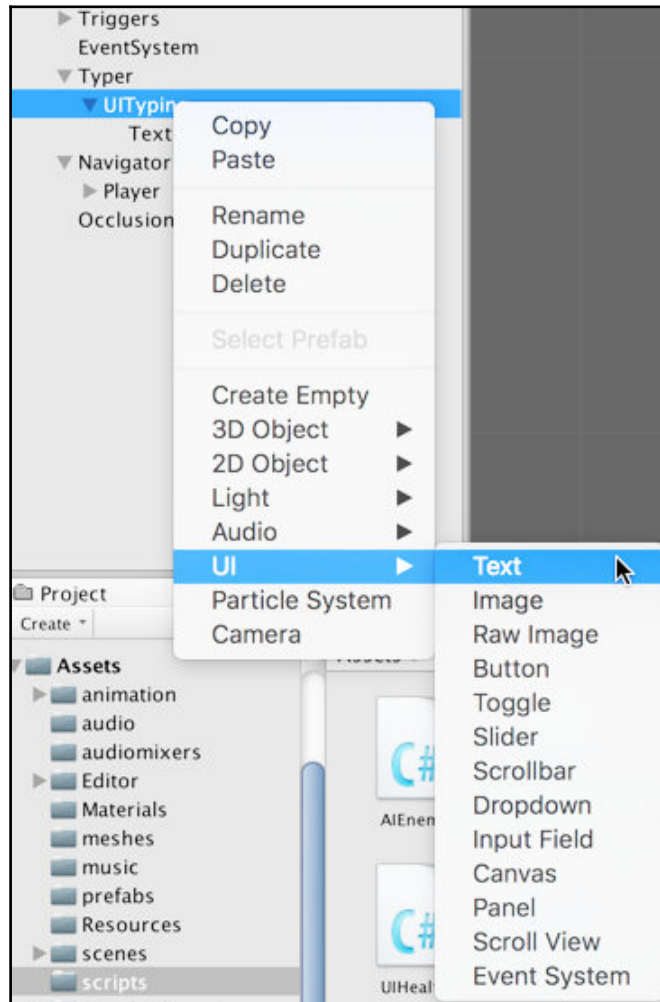 Triggers
EventSystem
Typer
UITypin
Text
Navigator
Player
Occlusion
Copy
Paste
Rename
Duplicate
Delete
Select Prefab
Create Empty
3D Object
2D Object
Light
Audio
UI
Particle System
Camera
Text
Image
Raw Image
Button
Toggle
Slider
Scrollbar
Dropdown
Input Field
Canvas
Panel
Scroll View
Event System
Project
Create
Assets
animation
audio
audiomixers
Editor
Materials
meshes
music
prefabs
Resources
scenes
scripts
Assets
C#
AIEnem
C#
UIHeal